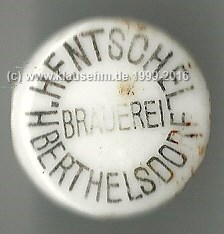 H.HENTSCHEL
(c) www.klausehm.de 1999-2016
BRAUEREI
BERTHELSDORF